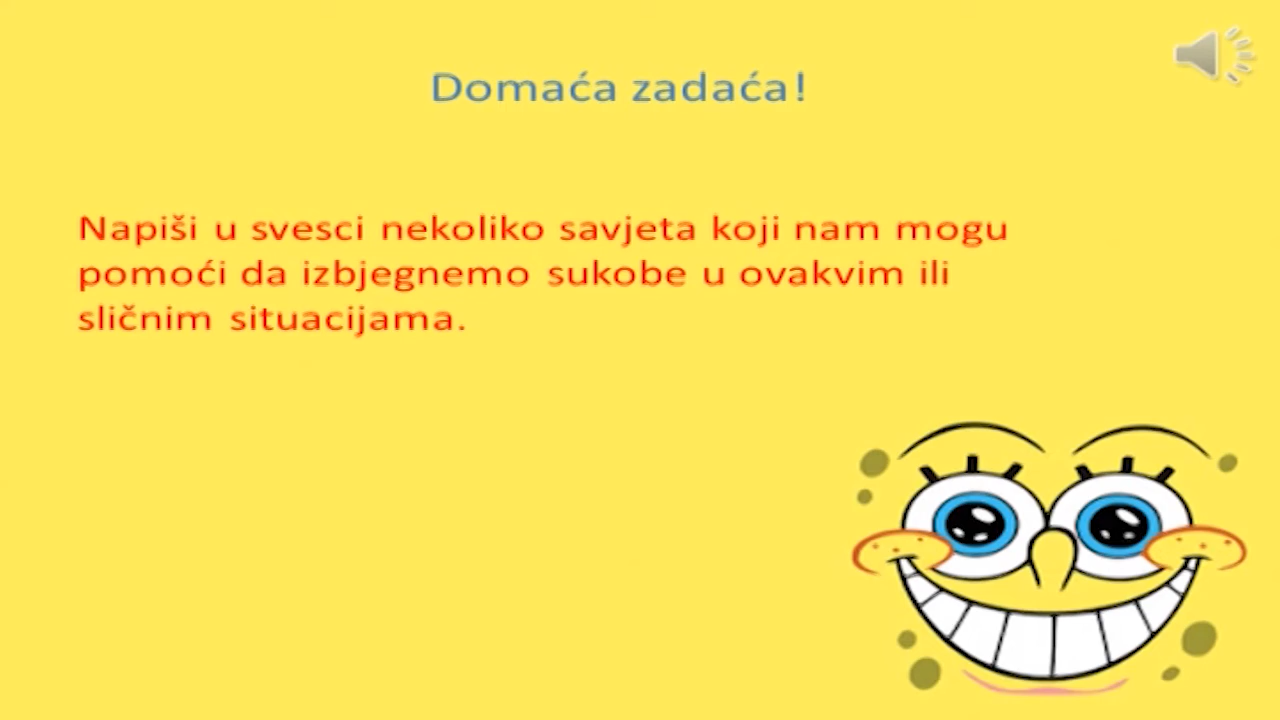 Domaća zadaća!
Napiši u svesci nekoliko savjeta koji nam mogu
pomoći da izbjegnemo sukobe u ovakvim ili
sličnim situacijama.